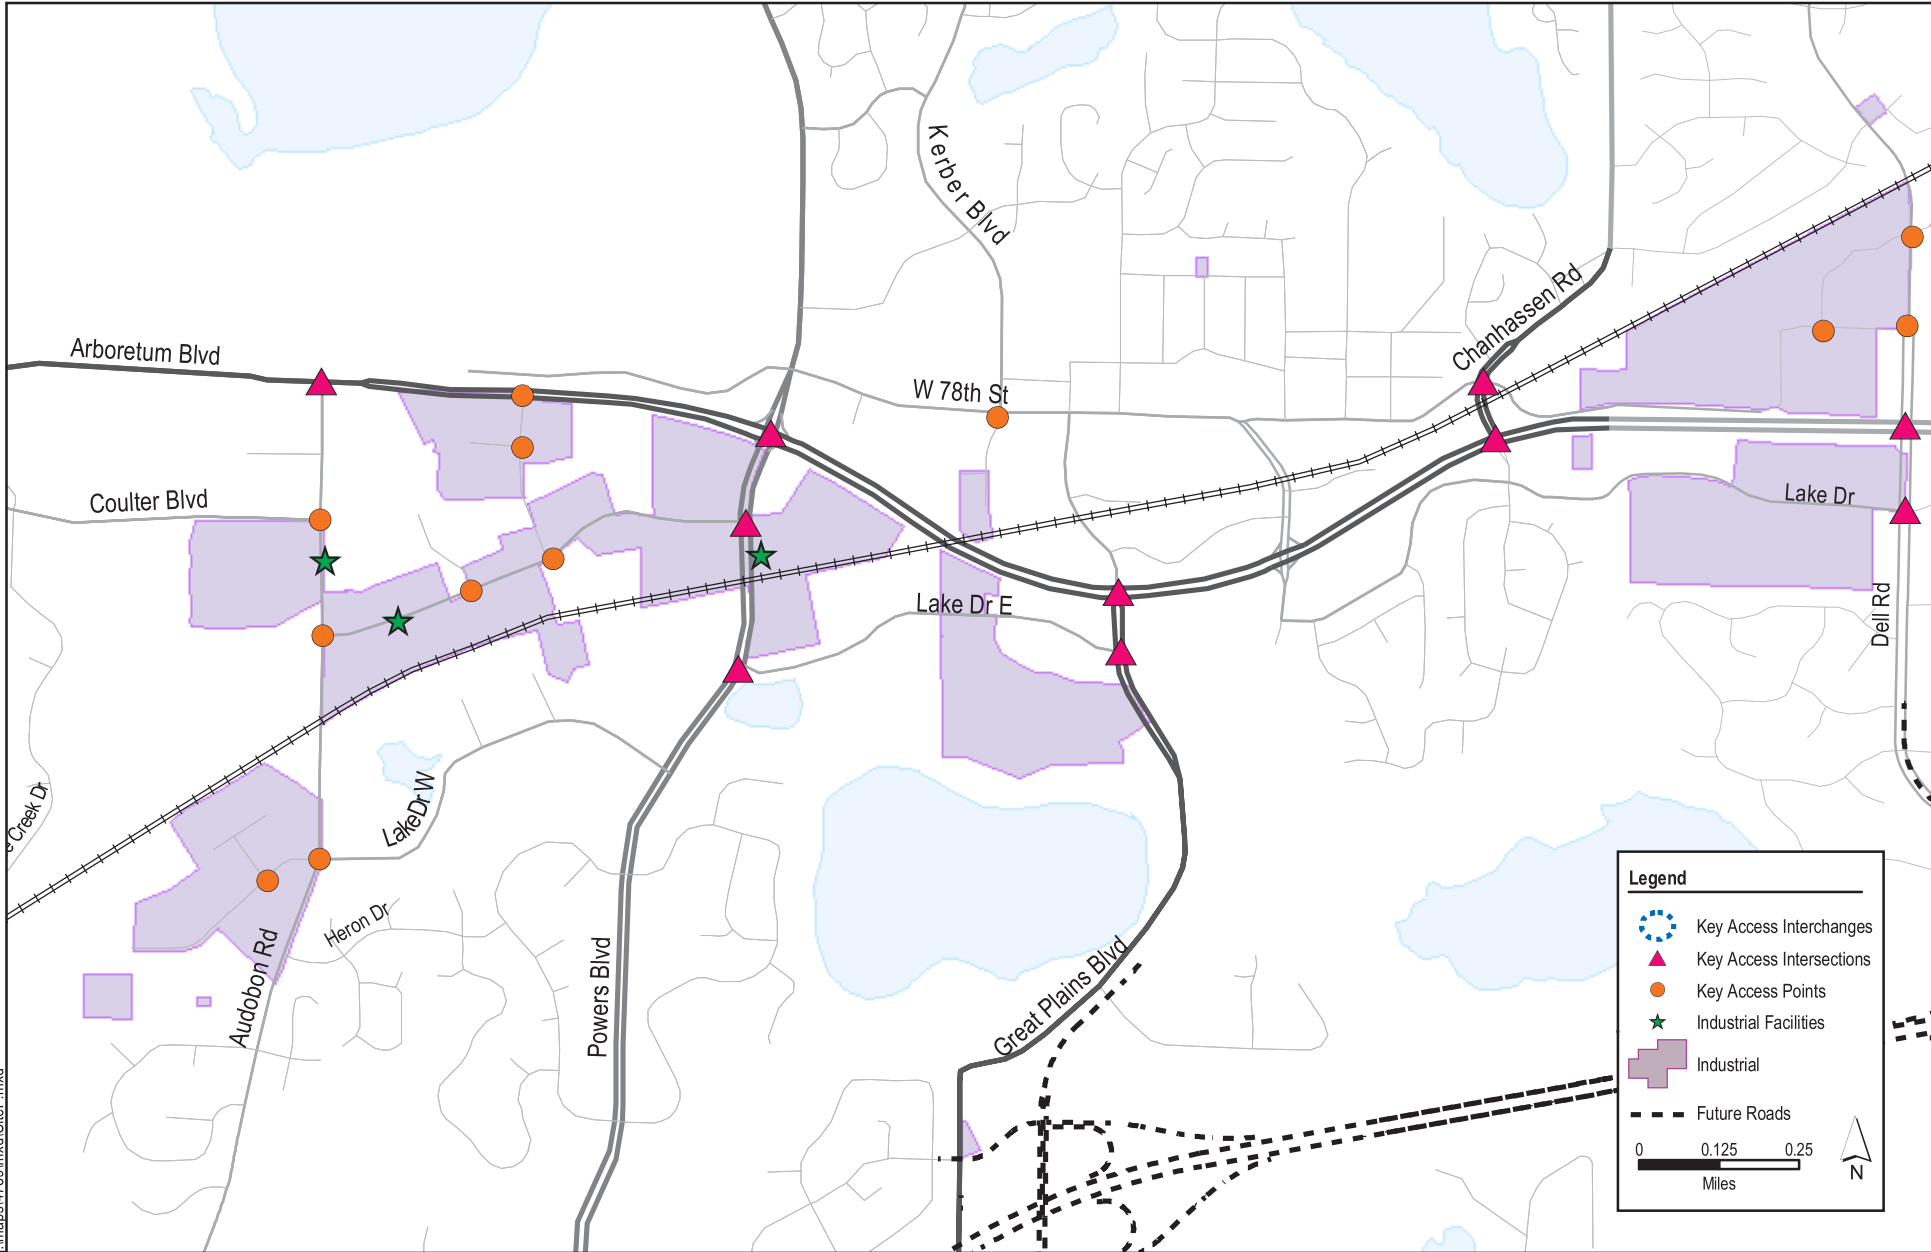 Kerber Blvd
Chanhassen Rd
Arboretum Blvd
W 78th St
Coulter Blvd
Lake Dr
Lake Dr E
Dell Rd
Creek Dr
LakeDrW
Heron Dr
Audobon Rd
Powers Blvd
Great Plains Blvd
Legend
Key Access Interchanges
Key Access Intersections
Key Access Points
Industrial Facilities
Industrial
Future Roads
0 0.125 0.25
Miles
N